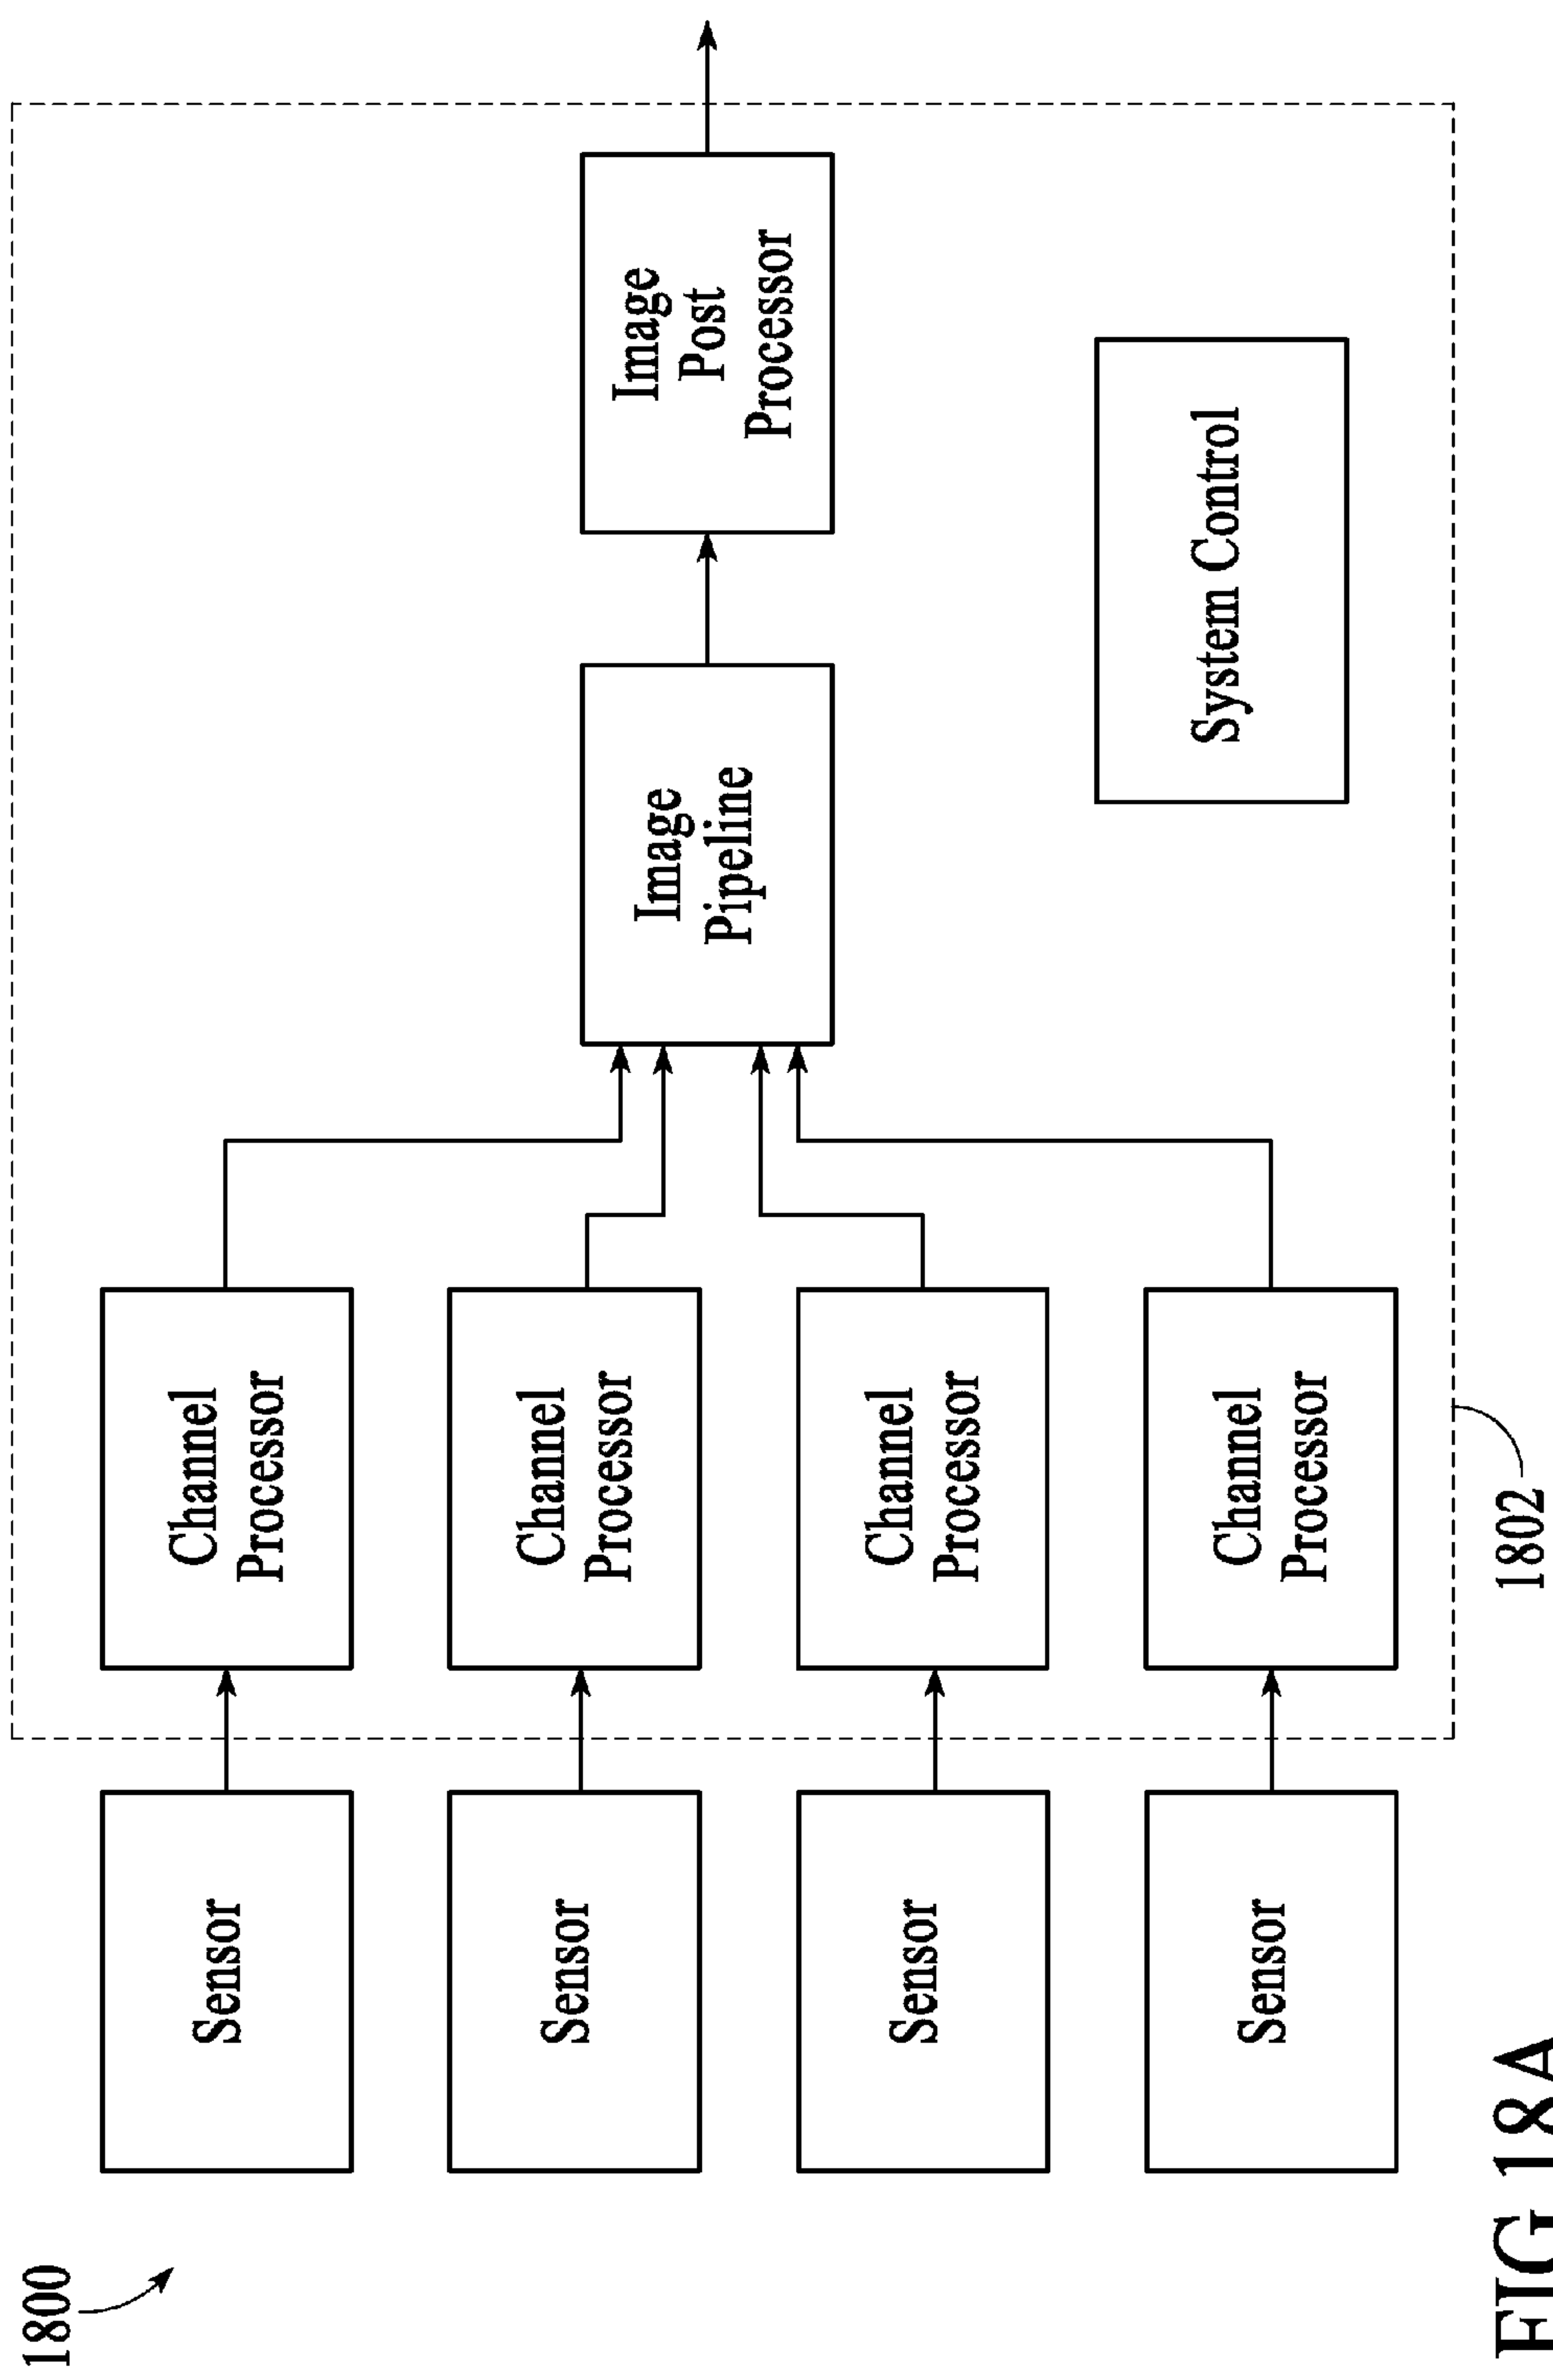 1800
Sensor
Channel
Processor
Sensor
Channel
Processor
Image
Pipeline
Image
Post
Processor
Sensor
Channel
Processor
Sensor
Channel
Processor
System Control
1802
FIG 18A